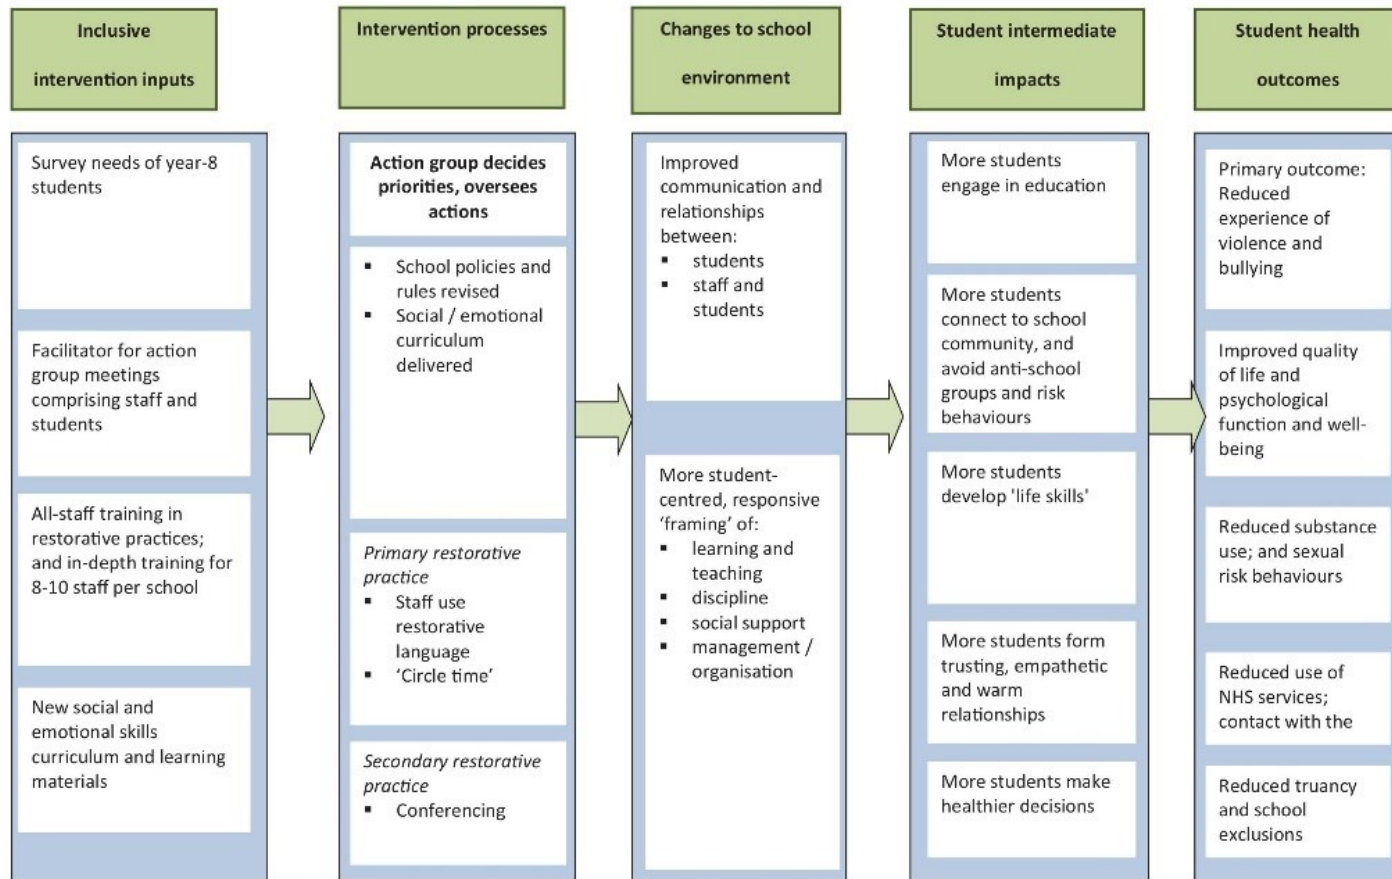 Inclusive
intervention inputs
Intervention processes
Changes to school
environment
Student intermediate
impacts
Student health
outcomes
Survey needs of year-8
students
Facilitator for action
group meetings
comprising staff and
students
All-staff training in
restorative practices;
and in-depth training for
8-10 staff per school
New social and
emotional skills
curriculum and learning
materials
Action group decides
priorities, oversees
actions
▪ School policies and
rules revised
▪ Social / emotional
curriculum
delivered
Primary restorative
practice
▪ Staff use
restorative
language
▪ ‘Circle time’
Secondary restorative
practice
▪ Conferencing
Improved
communication and
relationships
between:
▪ students
▪ staff and
students
More student-
centred, responsive
‘framing’ of:
▪ learning and
teaching
▪ discipline
▪ social support
▪ management /
organisation
More students
engage in education
More students
connect to school
community, and
avoid anti-school
groups and risk
behaviours
More students
develop 'life skills'
More students form
trusting, empathetic
and warm
relationships
More students make
healthier decisions
Primary outcome:
Reduced
experience of
violence and
bullying
Improved quality
of life and
psychological
function and well-
being
Reduced substance
use; and sexual
risk behaviours
Reduced use of
NHS services;
contact with the
Reduced truancy
and school
exclusions